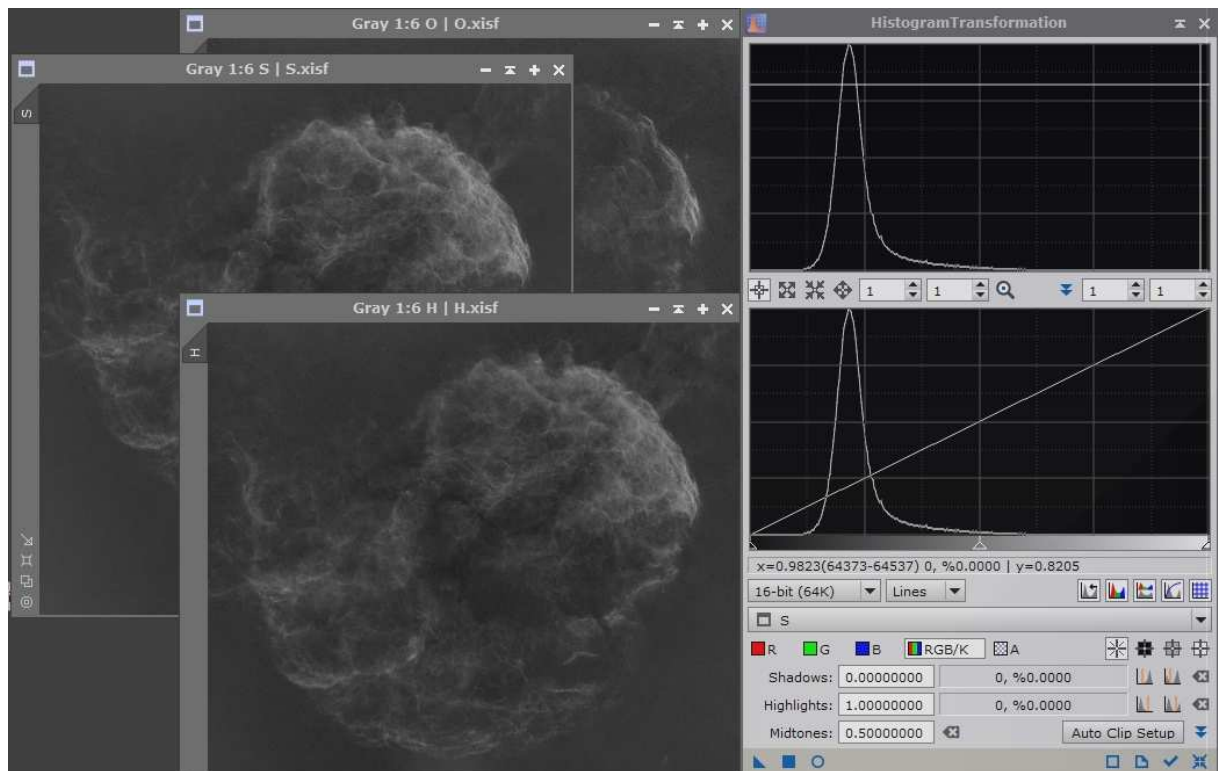 Gray 1:6 O | O.xisf
HistogramTransformation
Gray 1:6 S | S.xisf
S
Gray 1:6 H | H.xisf
H
1 1 1 1
x=0.9823(64373-64537) 0, %0.0000 | y=0.8205
16-bit (64K) Lines
S
R G B RGB/K A
Shadows: 0.00000000 0, %0.0000
Highlights: 1.00000000 0, %0.0000
Midtones: 0.50000000 Auto Clip Setup